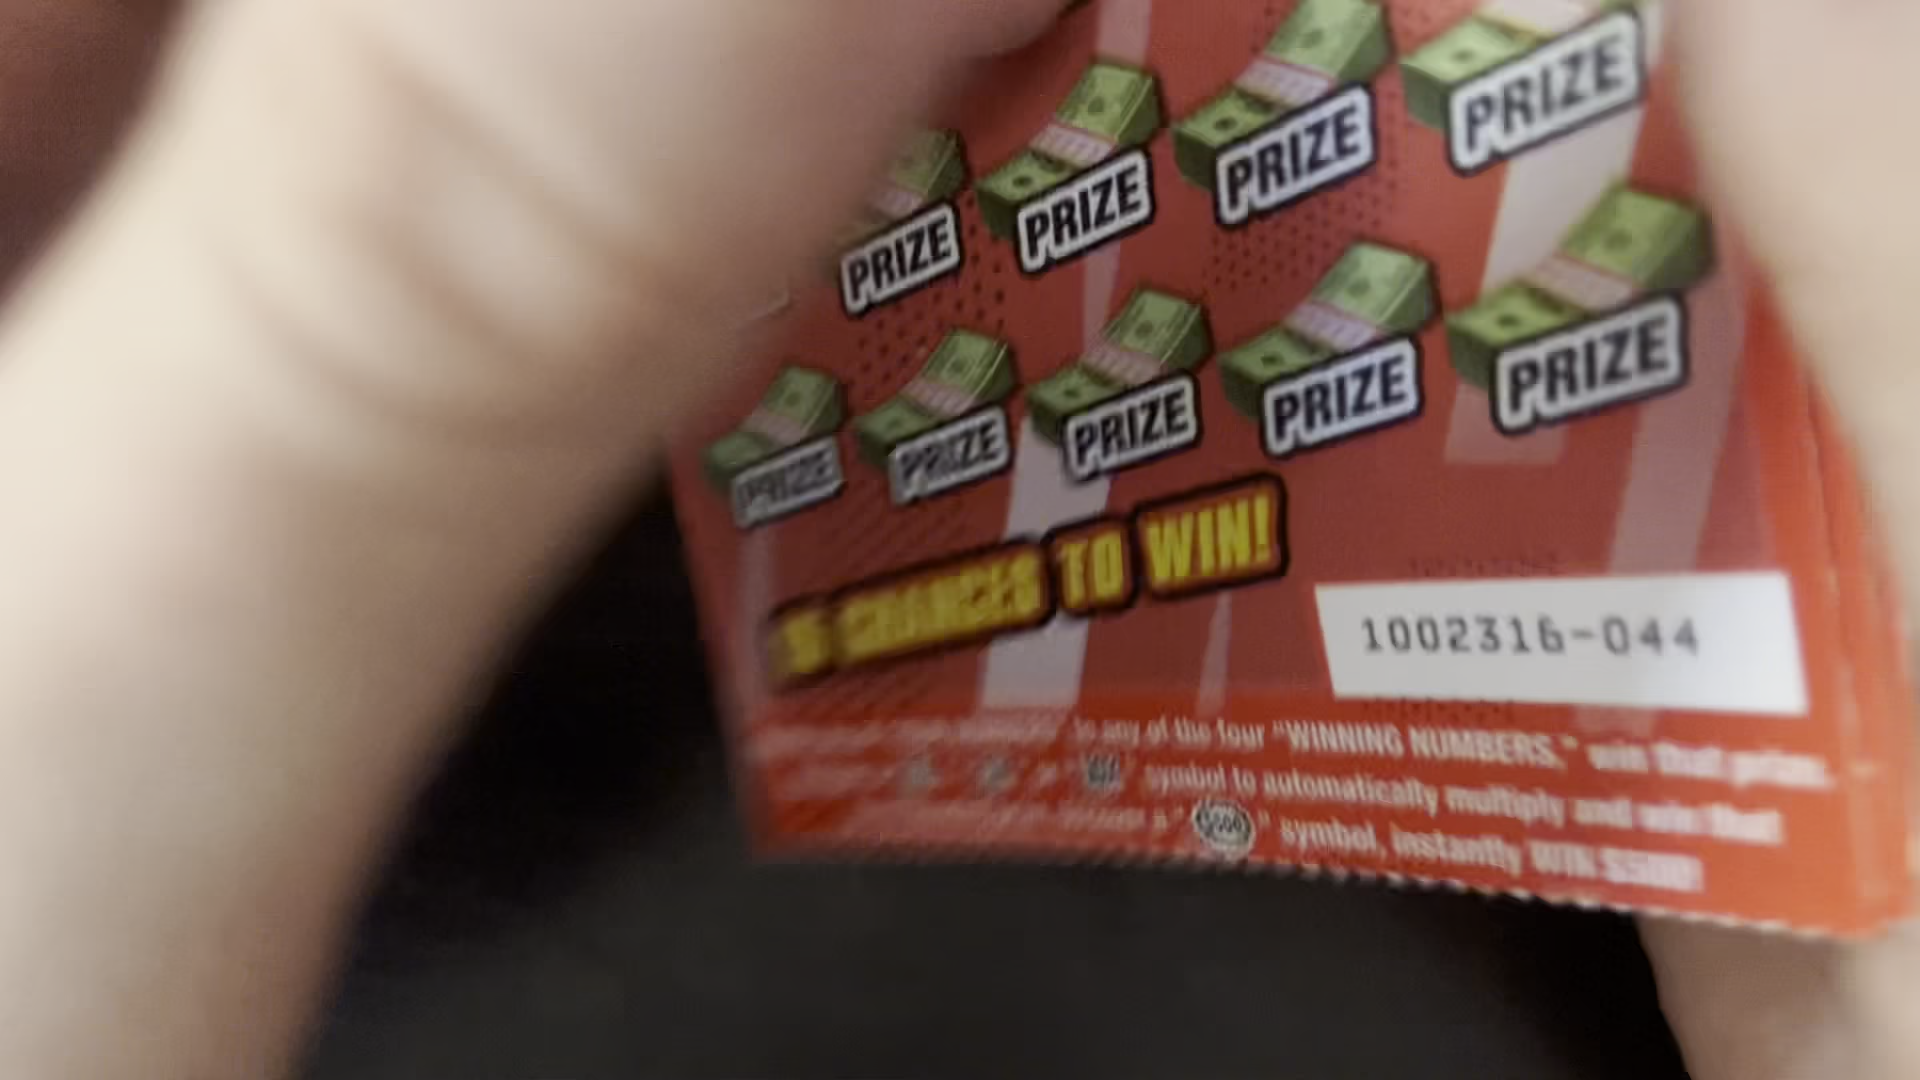 PRIZE PRIZE PRIZE PRIZE
PRIZE PRIZE PRIZE PRIZE PRIZE
CHANCES TO WIN!
1002316-044
to any of the four "WINNING NUMBERS," win that prize.
symbol to automatically multiply and win that
$500" symbol, instantly WIN $500!